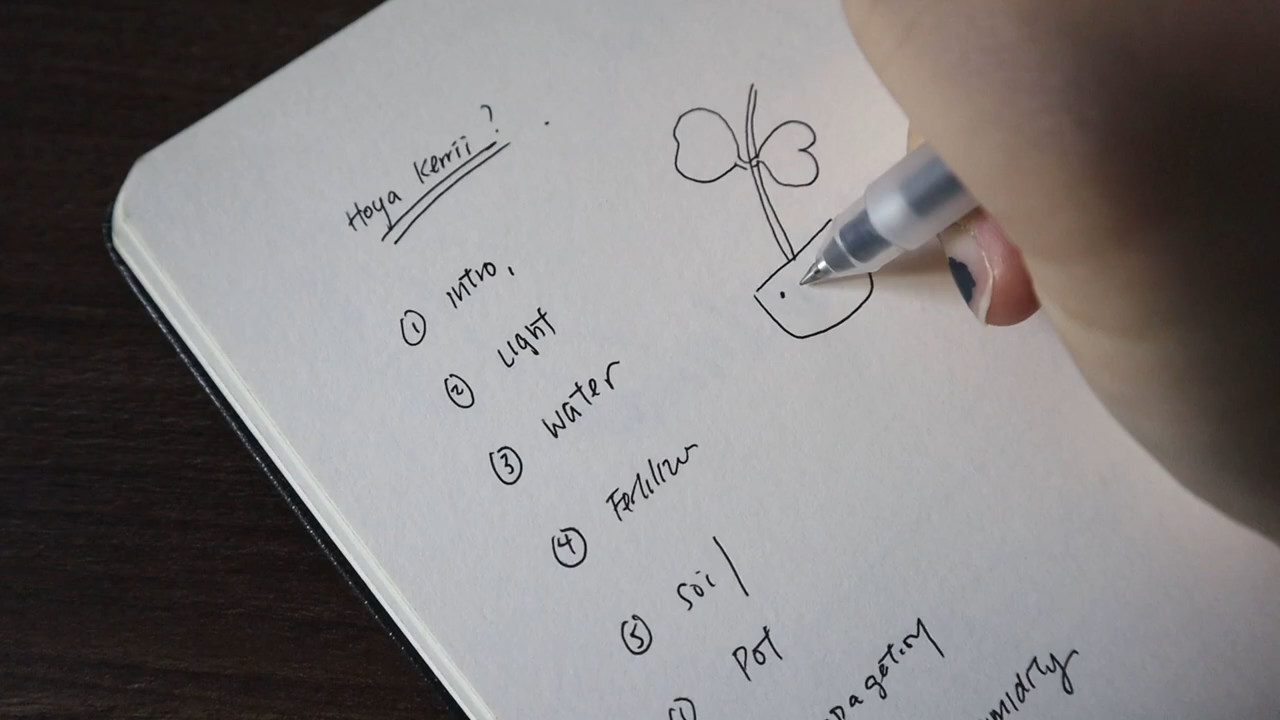 Hoya Kerrii?
① Intro.
② Light
③ Water
④ Fertilizer
⑤ Soil
Pot